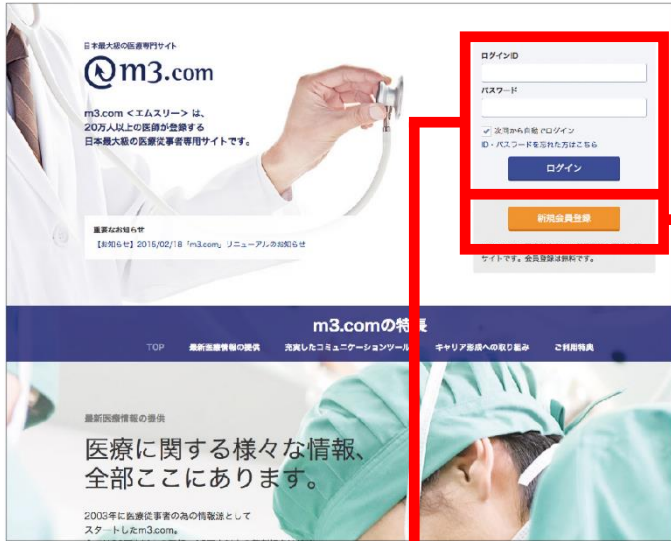 日本最大級の医療専門サイト
m3.com
m3.com <エムスリー> は、
20万人以上の医師が登録する
日本最大級の医療従事者専用サイトです。
重要なお知らせ
【お知らせ】2015/02/18「m3.com」リニューアルのお知らせ
ログインID
パスワード
次回から自動でログイン
ID・パスワードを忘れた方はこちら
ログイン
新規会員登録
サイトです。会員登録は無料です。
m3.comの特長
TOP 最新医療情報の提供 充実したコミュニケーションツール キャリア形成への取り組み ご利用特典
最新医療情報の提供
医療に関する様々な情報、
全部ここにあります。
2003年に医療従事者の為の情報源として
スタートしたm3.com。